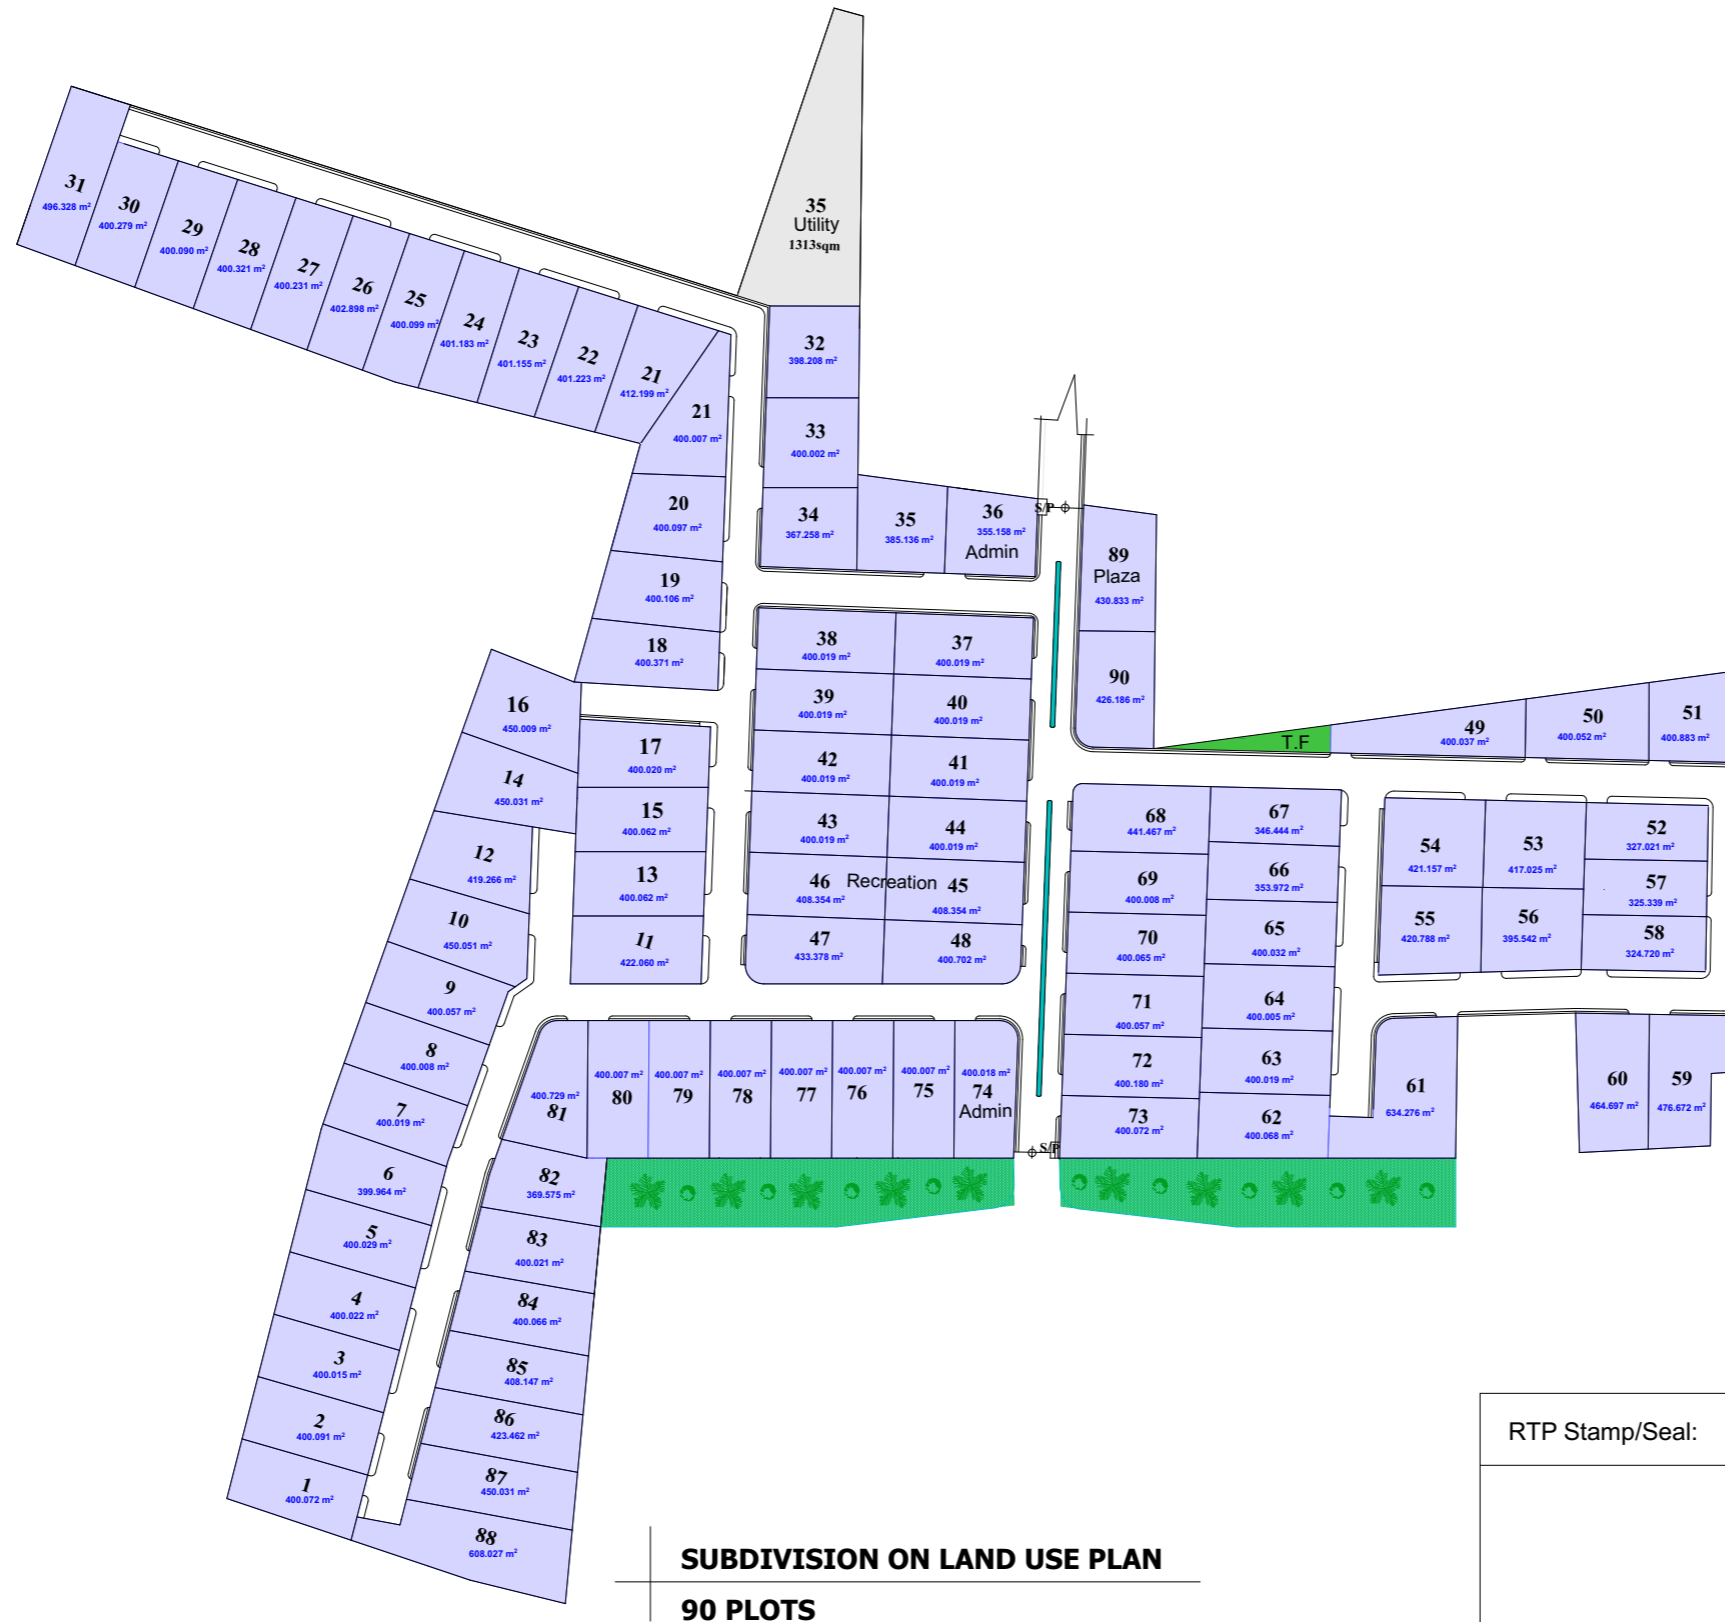 31
496.328 m²
30
400.279 m²
29
400.090 m²
28
400.321 m²
27
400.231 m²
26
402.898 m²
25
400.099 m²
24
401.183 m²
23
401.155 m²
22
401.223 m²
21
412.199 m²
35
Utility
1313sqm
32
398.208 m²
33
400.002 m²
34
367.258 m²
35
385.136 m²
36
355.158 m²
Admin
S/P
89
Plaza
430.833 m²
90
426.186 m²
21
400.007 m²
20
400.097 m²
19
400.106 m²
18
400.371 m²
16
450.009 m²
14
450.031 m²
12
419.266 m²
10
450.051 m²
9
400.057 m²
8
400.008 m²
7
400.019 m²
6
399.964 m²
5
400.029 m²
4
400.022 m²
3
400.015 m²
2
400.091 m²
1
400.072 m²
17
400.020 m²
15
400.062 m²
13
400.062 m²
11
422.060 m²
38
400.019 m²
37
400.019 m²
39
400.019 m²
40
400.019 m²
42
400.019 m²
41
400.019 m²
43
400.019 m²
44
400.019 m²
46
408.354 m²
Recreation
45
408.354 m²
47
433.378 m²
48
400.702 m²
T.F
49
400.037 m²
50
400.052 m²
51
400.883 m²
68
441.467 m²
67
346.444 m²
69
400.008 m²
66
353.972 m²
70
400.065 m²
65
400.032 m²
71
400.057 m²
64
400.005 m²
72
400.180 m²
63
400.019 m²
73
400.072 m²
62
400.068 m²
61
634.276 m²
54
421.157 m²
53
417.025 m²
52
327.021 m²
57
325.339 m²
55
420.788 m²
56
395.542 m²
58
324.720 m²
60
464.697 m²
59
476.672 m²
400.729 m²
81
400.007 m²
80
400.007 m²
79
400.007 m²
78
400.007 m²
77
400.007 m²
76
400.007 m²
75
400.018 m²
74
Admin
S/P
82
369.575 m²
83
400.021 m²
84
400.066 m²
85
408.147 m²
86
423.462 m²
87
450.031 m²
88
608.027 m²
SUBDIVISION ON LAND USE PLAN
90 PLOTS
RTP Stamp/Seal: